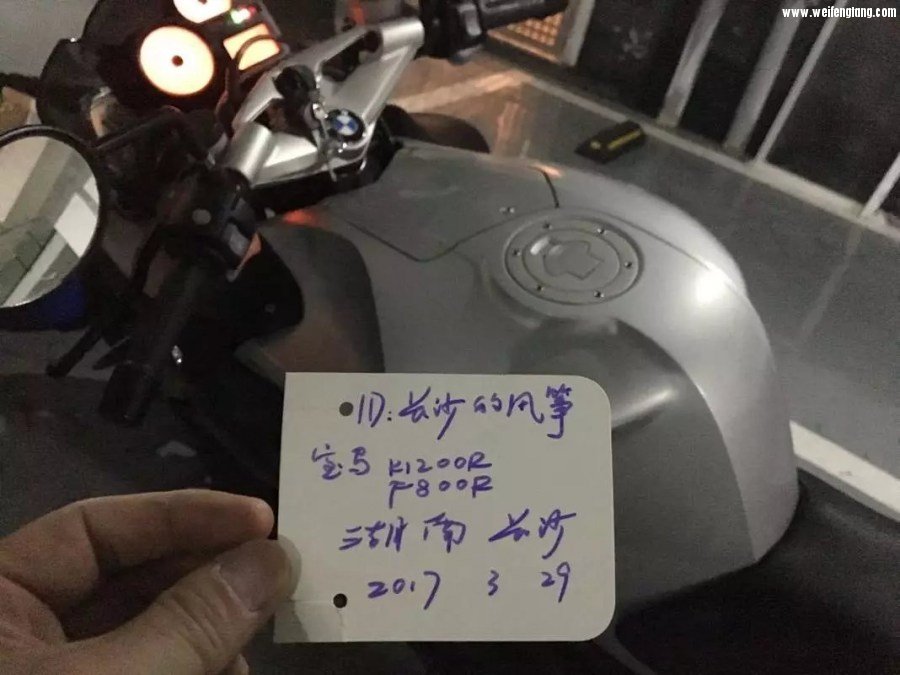 www.weifengtang.com
ID:长沙的风筝
宝马 K1200R
F800R
湖南 长沙
2017 3 29